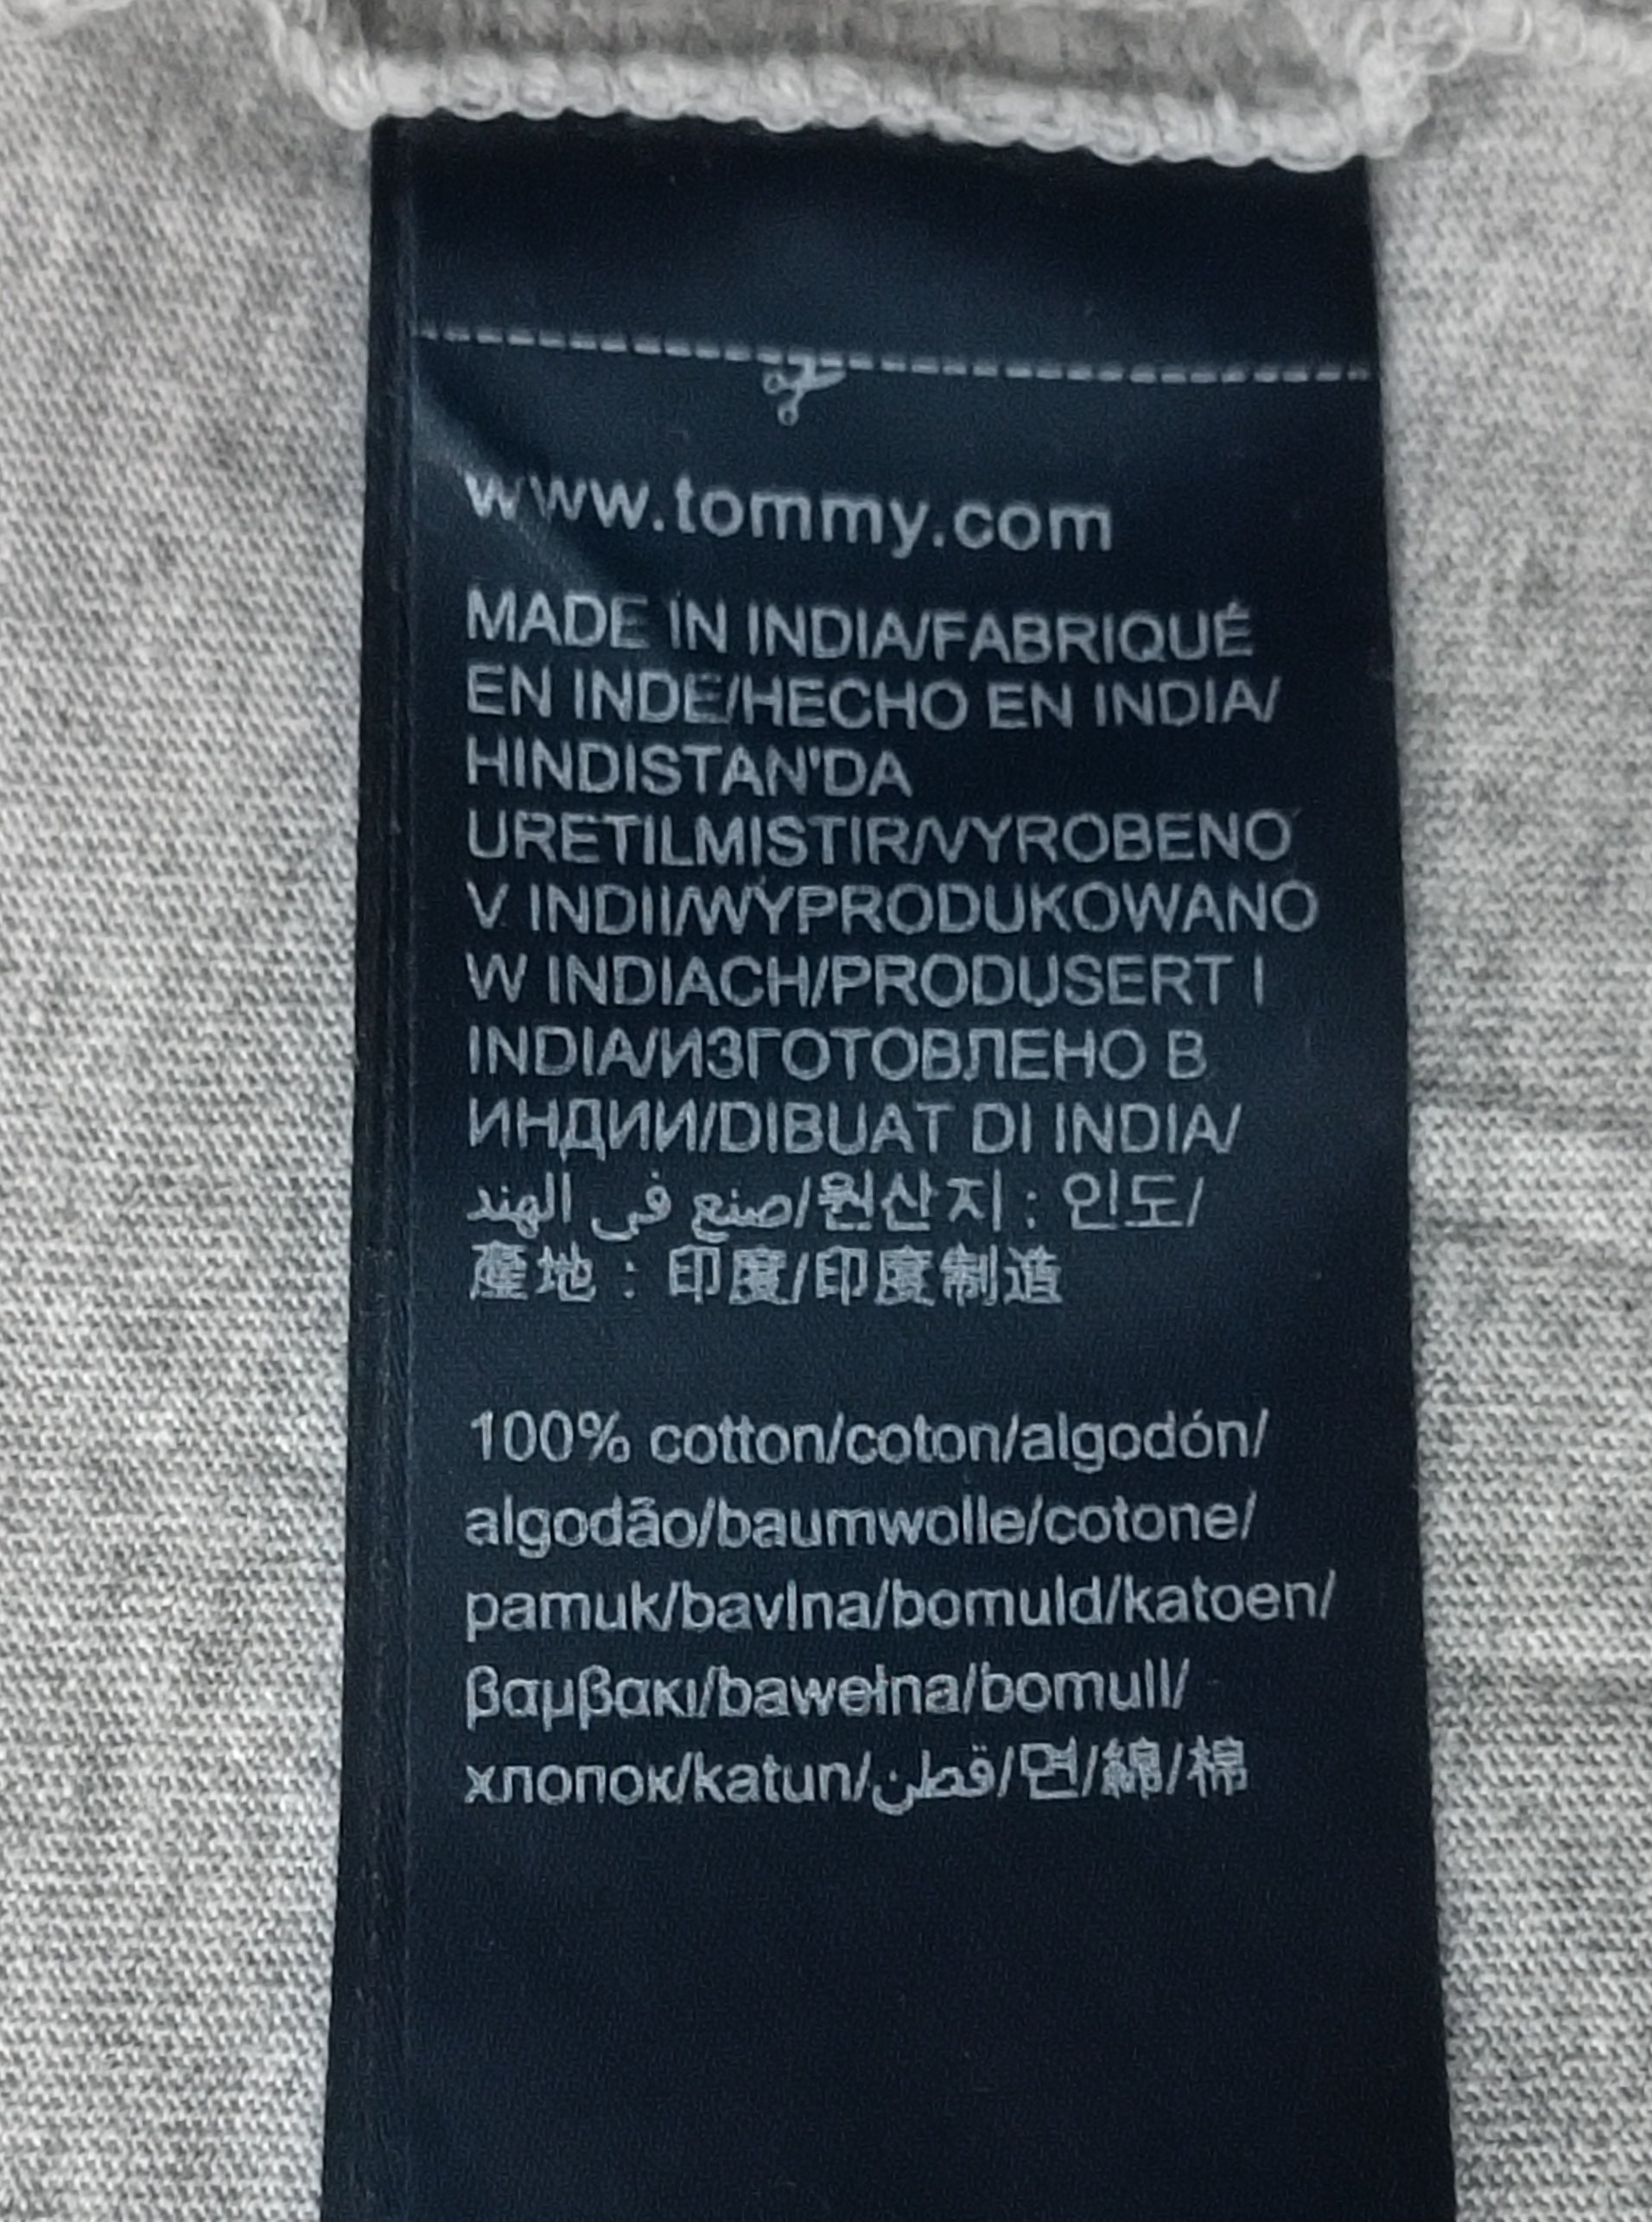 www.tommy.com
MADE IN INDIA/FABRIQUÉ
EN INDE/HECHO EN INDIA/
HINDISTAN'DA
URETILMISTIR/VYROBENO
V INDII/WYPRODUKOWANO
W INDIACH/PRODUSERT I
INDIA/ИЗГОТОВЛЕНО В
ИНДИИ/DIBUAT DI INDIA/
صنع في الهند/원산지 : 인도/
產地 : 印度/印度制造
100% cotton/coton/algodón/
algodão/baumwolle/cotone/
pamuk/bavlna/bomuld/katoen/
βαμβακι/bawełna/bomull/
хлопок/katun/قطن/면/綿/棉